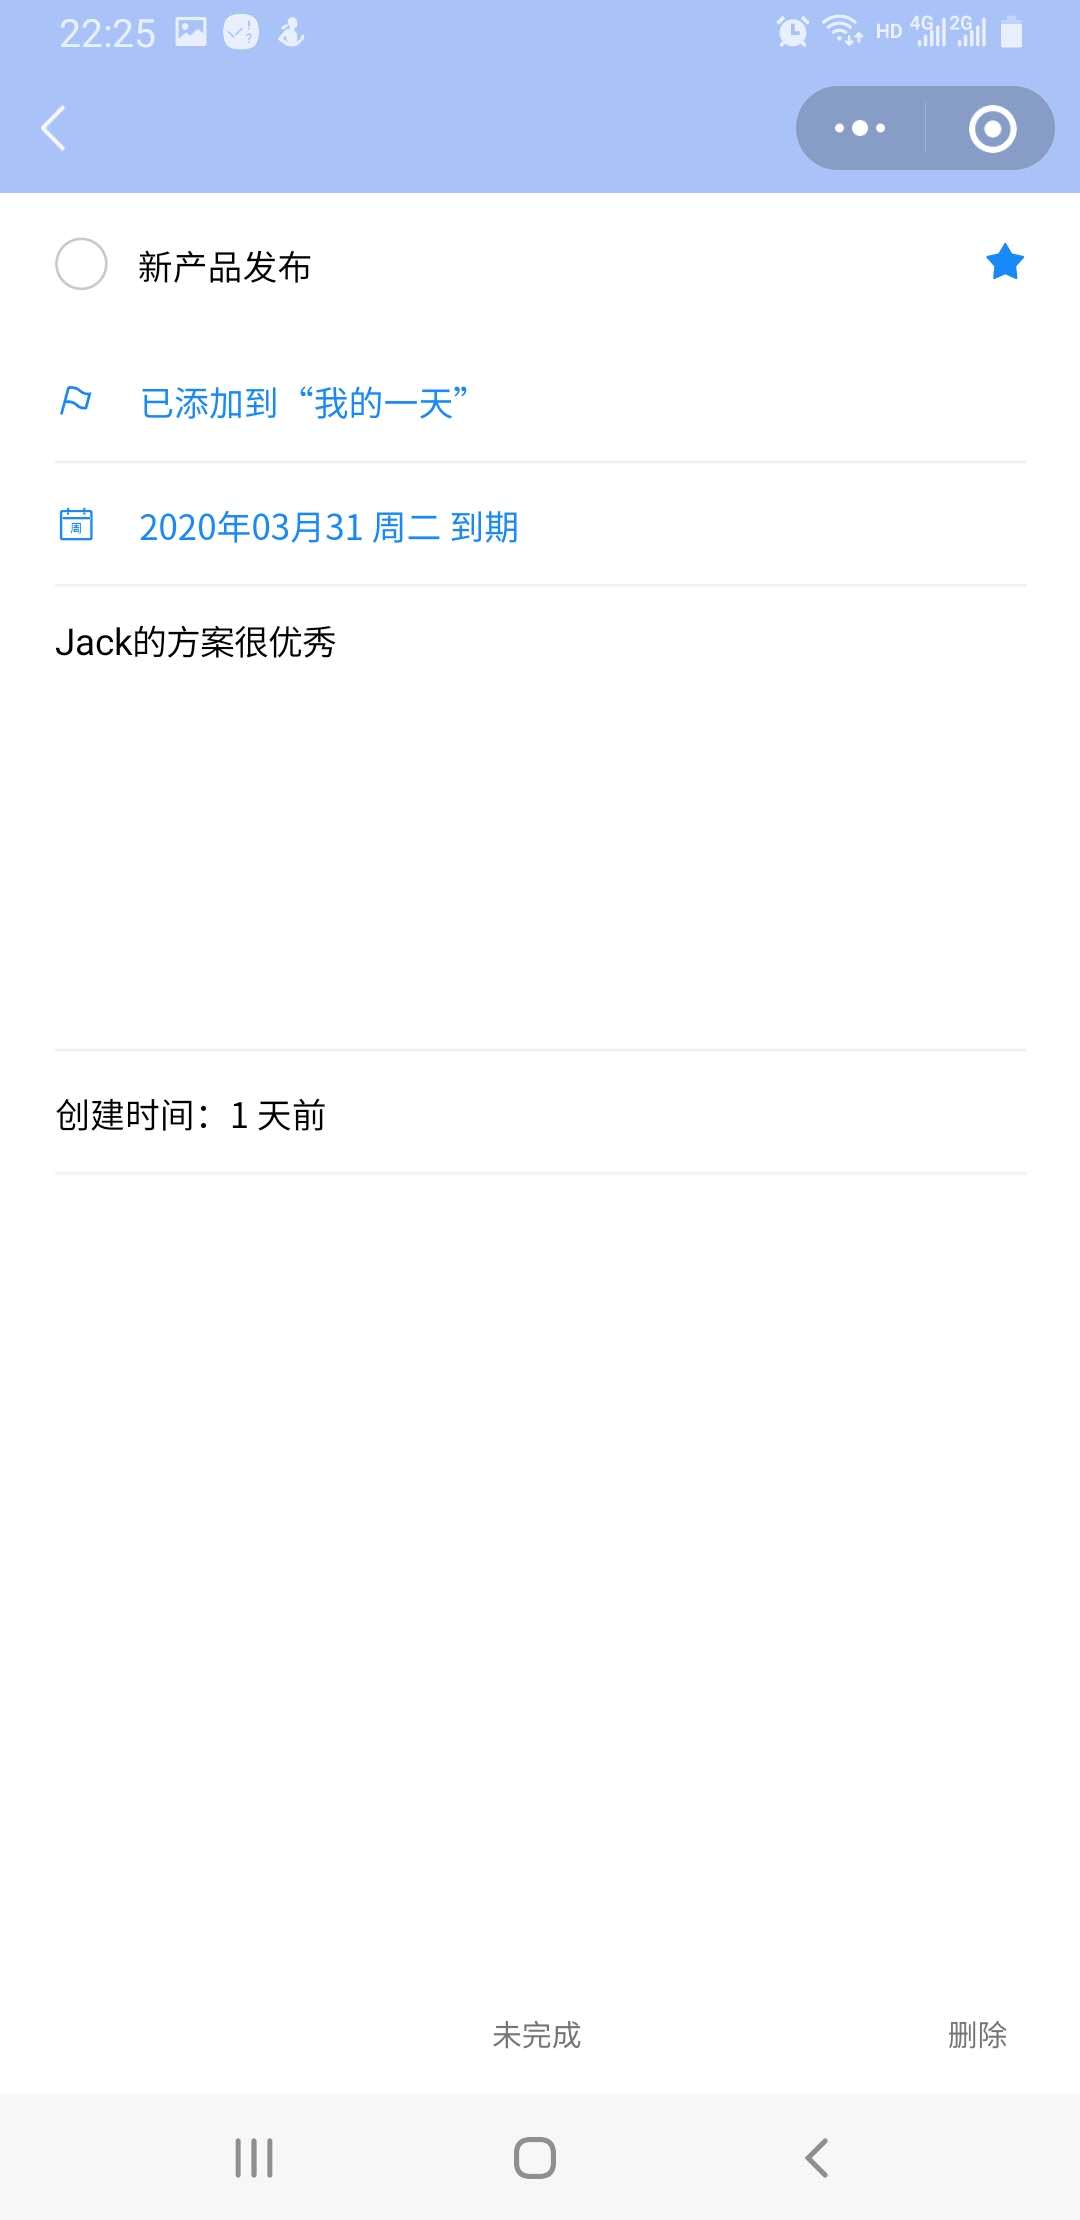 22:25 HD 4G 2G
新产品发布
已添加到“我的一天”
周 2020年03月31 周二 到期
Jack的方案很优秀
创建时间：1 天前
未完成 删除